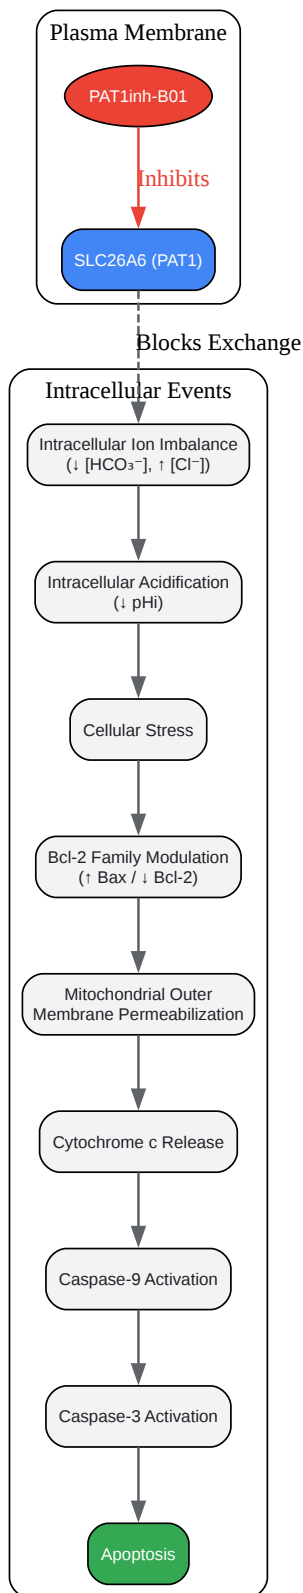 Plasma Membrane
PAT1inh-B01
Inhibits
SLC26A6 (PAT1)
Blocks Exchange
Intracellular Events
Intracellular Ion Imbalance
(↓ [HCO₃⁻], ↑ [Cl⁻])
Intracellular Acidification
(↓ pHi)
Cellular Stress
Bcl-2 Family Modulation
(↑ Bax / ↓ Bcl-2)
Mitochondrial Outer
Membrane Permeabilization
Cytochrome c Release
Caspase-9 Activation
Caspase-3 Activation
Apoptosis